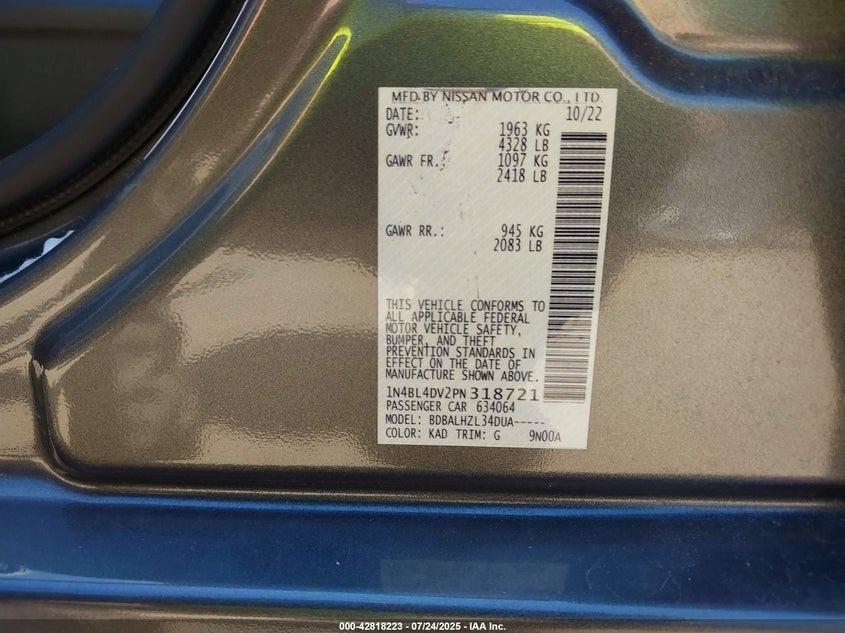 MFD BY NISSAN MOTOR CO., LTD.
DATE: 10/22
GVWR: 1963 KG
4328 LB
GAWR FR.: 1097 KG
2418 LB
GAWR RR.: 945 KG
2083 LB
THIS VEHICLE CONFORMS TO
ALL APPLICABLE FEDERAL
MOTOR VEHICLE SAFETY,
BUMPER, AND THEFT
PREVENTION STANDARDS IN
EFFECT ON THE DATE OF
MANUFACTURE SHOWN ABOVE.
1N4BL4DV2PN318721
PASSENGER CAR 634064
MODEL: BDBALHZL34DUA-----
COLOR: KAD TRIM: G 9N00A
000-42818223 - 07/24/2025 - IAA Inc.